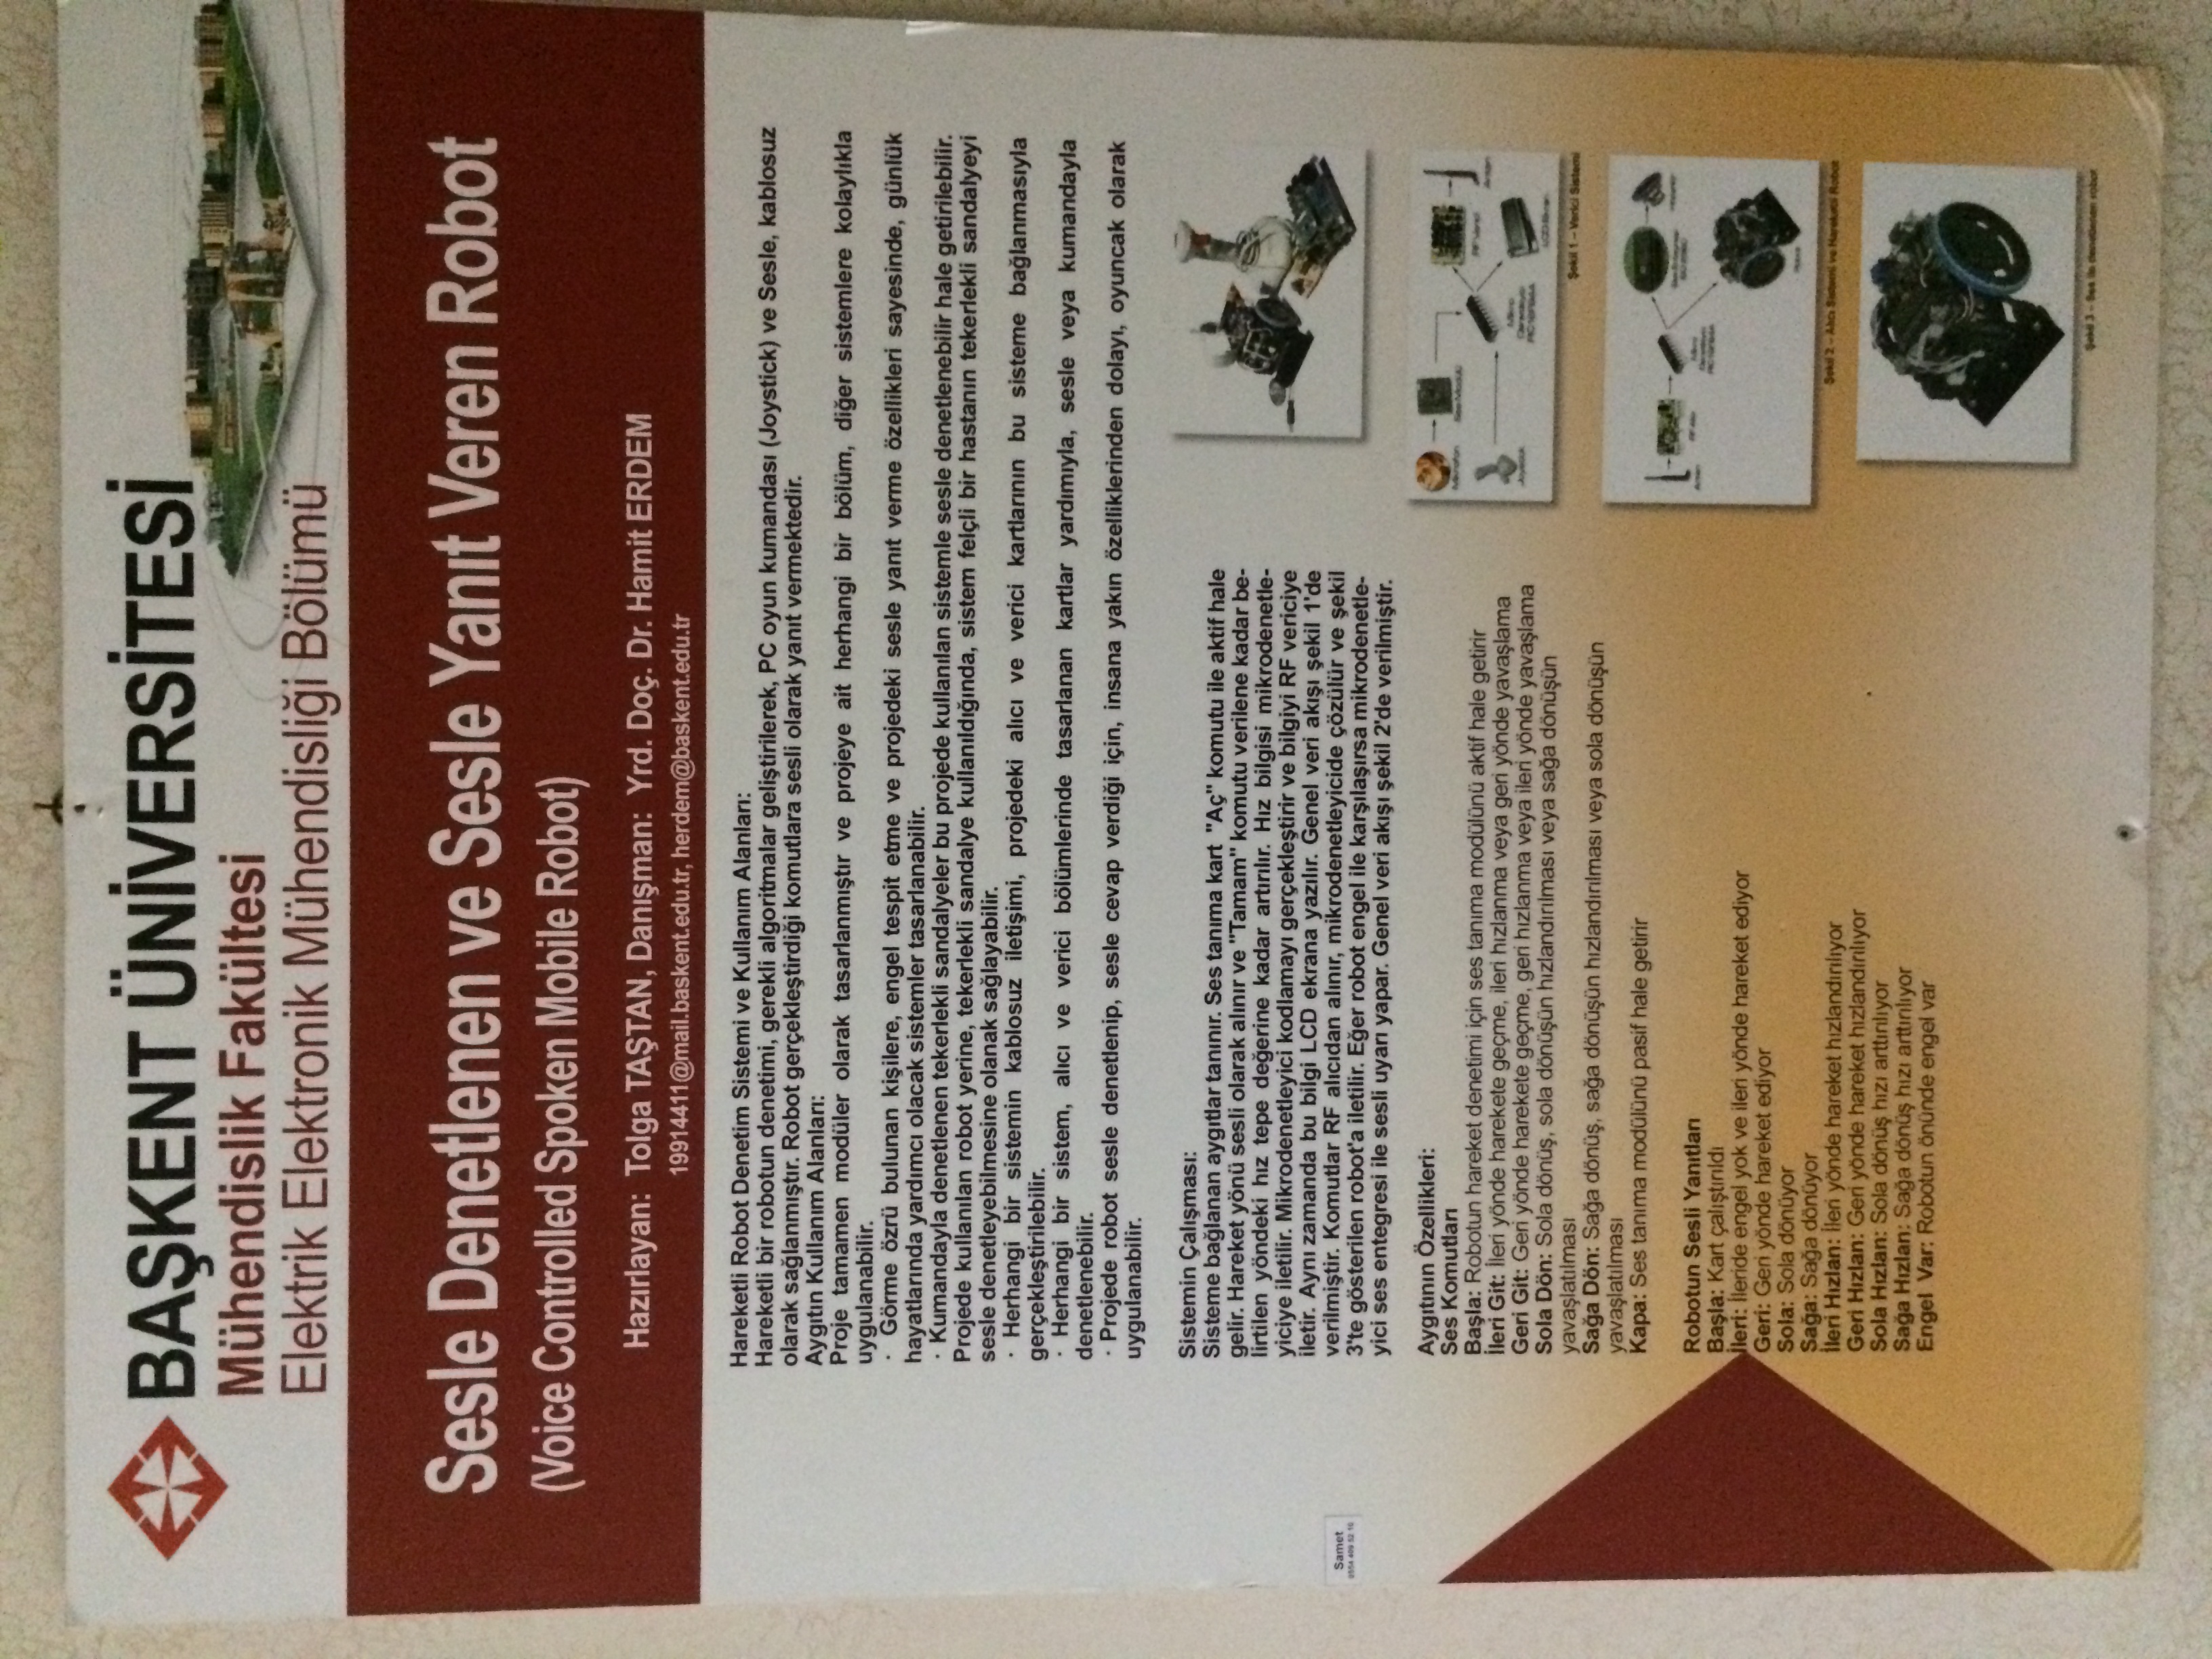 BAŞKENT ÜNİVERSİTESİ
Mühendislik Fakültesi
Elektrik Elektronik Mühendisliği Bölümü
Sesle Denetlenen ve Sesle Yanıt Veren Robot
(Voice Controlled Spoken Mobile Robot)
Hazırlayan: Tolga TAŞTAN, Danışman: Yrd. Doç. Dr. Hamit ERDEM
19914411@mail.baskent.edu.tr, herdem@baskent.edu.tr
Hareketli Robot Denetim Sistemi ve Kullanım Alanları:
Hareketli bir robotun denetimi, gerekli algoritmalar geliştirilerek, PC oyun kumandası (Joystick) ve Sesle, kablosuz
olarak sağlanmıştır. Robot gerçekleştirdiği komutlara sesli olarak yanıt vermektedir.
Aygıtın Kullanım Alanları:
Proje tamamen modüler olarak tasarlanmıştır ve projeye ait herhangi bir bölüm, diğer sistemlere kolaylıkla
uygulanabilir.
· Görme özrü bulunan kişilere, engel tespit etme ve projedeki sesle yanıt verme özellikleri sayesinde, günlük
hayatlarında yardımcı olacak sistemler tasarlanabilir.
· Kumandayla denetlenen tekerlekli sandalyeler bu projede kullanılan sistemle sesle denetlenebilir hale getirilebilir.
Projede kullanılan robot yerine, tekerlekli sandalye kullanıldığında, sistem felçli bir hastanın tekerlekli sandalyeyi
sesle denetleyebilmesine olanak sağlayabilir.
· Herhangi bir sistemin kablosuz iletişimi, projedeki alıcı ve verici kartlarının bu sisteme bağlanmasıyla
gerçekleştirilebilir.
· Herhangi bir sistem, alıcı ve verici bölümlerinde tasarlanan kartlar yardımıyla, sesle veya kumandayla
denetlenebilir.
· Projede robot sesle denetlenip, sesle cevap verdiği için, insana yakın özelliklerinden dolayı, oyuncak olarak
uygulanabilir.
Sistemin Çalışması:
Sisteme bağlanan aygıtlar tanınır. Ses tanıma kart "Aç" komutu ile aktif hale
gelir. Hareket yönü sesli olarak alınır ve "Tamam" komutu verilene kadar be-
lirtilen yöndeki hız tepe değerine kadar artırılır. Hız bilgisi mikrodenetle-
yiciye iletilir. Mikrodenetleyici kodlamayı gerçekleştirir ve bilgiyi RF vericiye
iletir. Aynı zamanda bu bilgi LCD ekrana yazılır. Genel veri akışı şekil 1'de
verilmiştir. Komutlar RF alıcıdan alınır, mikrodenetleyicide çözülür ve şekil
3'te gösterilen robot'a iletilir. Eğer robot engel ile karşılaşırsa mikrodenetle-
yici ses entegresi ile sesli uyarı yapar. Genel veri akışı şekil 2'de verilmiştir.
Samet
Aygıtının Özellikleri:
Ses Komutları
Başla: Robotun hareket denetimi için ses tanıma modülünü aktif hale getirir
İleri Git: İleri yönde harekete geçme, ileri hızlanma veya geri yönde yavaşlama
Geri Git: Geri yönde harekete geçme, geri hızlanma veya ileri yönde yavaşlama
Sola Dön: Sola dönüş, sola dönüşün hızlandırılması veya sağa dönüşün
yavaşlatılması
Sağa Dön: Sağa dönüş, sağa dönüşün hızlandırılması veya sola dönüşün
yavaşlatılması
Kapa: Ses tanıma modülünü pasif hale getirir
Robotun Sesli Yanıtları
Başla: Kart çalıştırıldı
İleri: İleride engel yok ve ileri yönde hareket ediyor
Geri: Geri yönde hareket ediyor
Sola: Sola dönüyor
Sağa: Sağa dönüyor
İleri Hızlan: İleri yönde hareket hızlandırılıyor
Geri Hızlan: Geri yönde hareket hızlandırılıyor
Sola Hızlan: Sola dönüş hızı arttırılıyor
Sağa Hızlan: Sağa dönüş hızı arttırılıyor
Engel Var: Robotun önünde engel var
Mikrofon
Ses Modülü
RF Verici
Anten
Joystick
LCD Ekran
Şekil 1 – Verici Sistemi
Anten
Robot
Şekil 2 – Alıcı Sistemi ve Hareketli Robot
Şekil 3 – Ses ile denetlenen robot